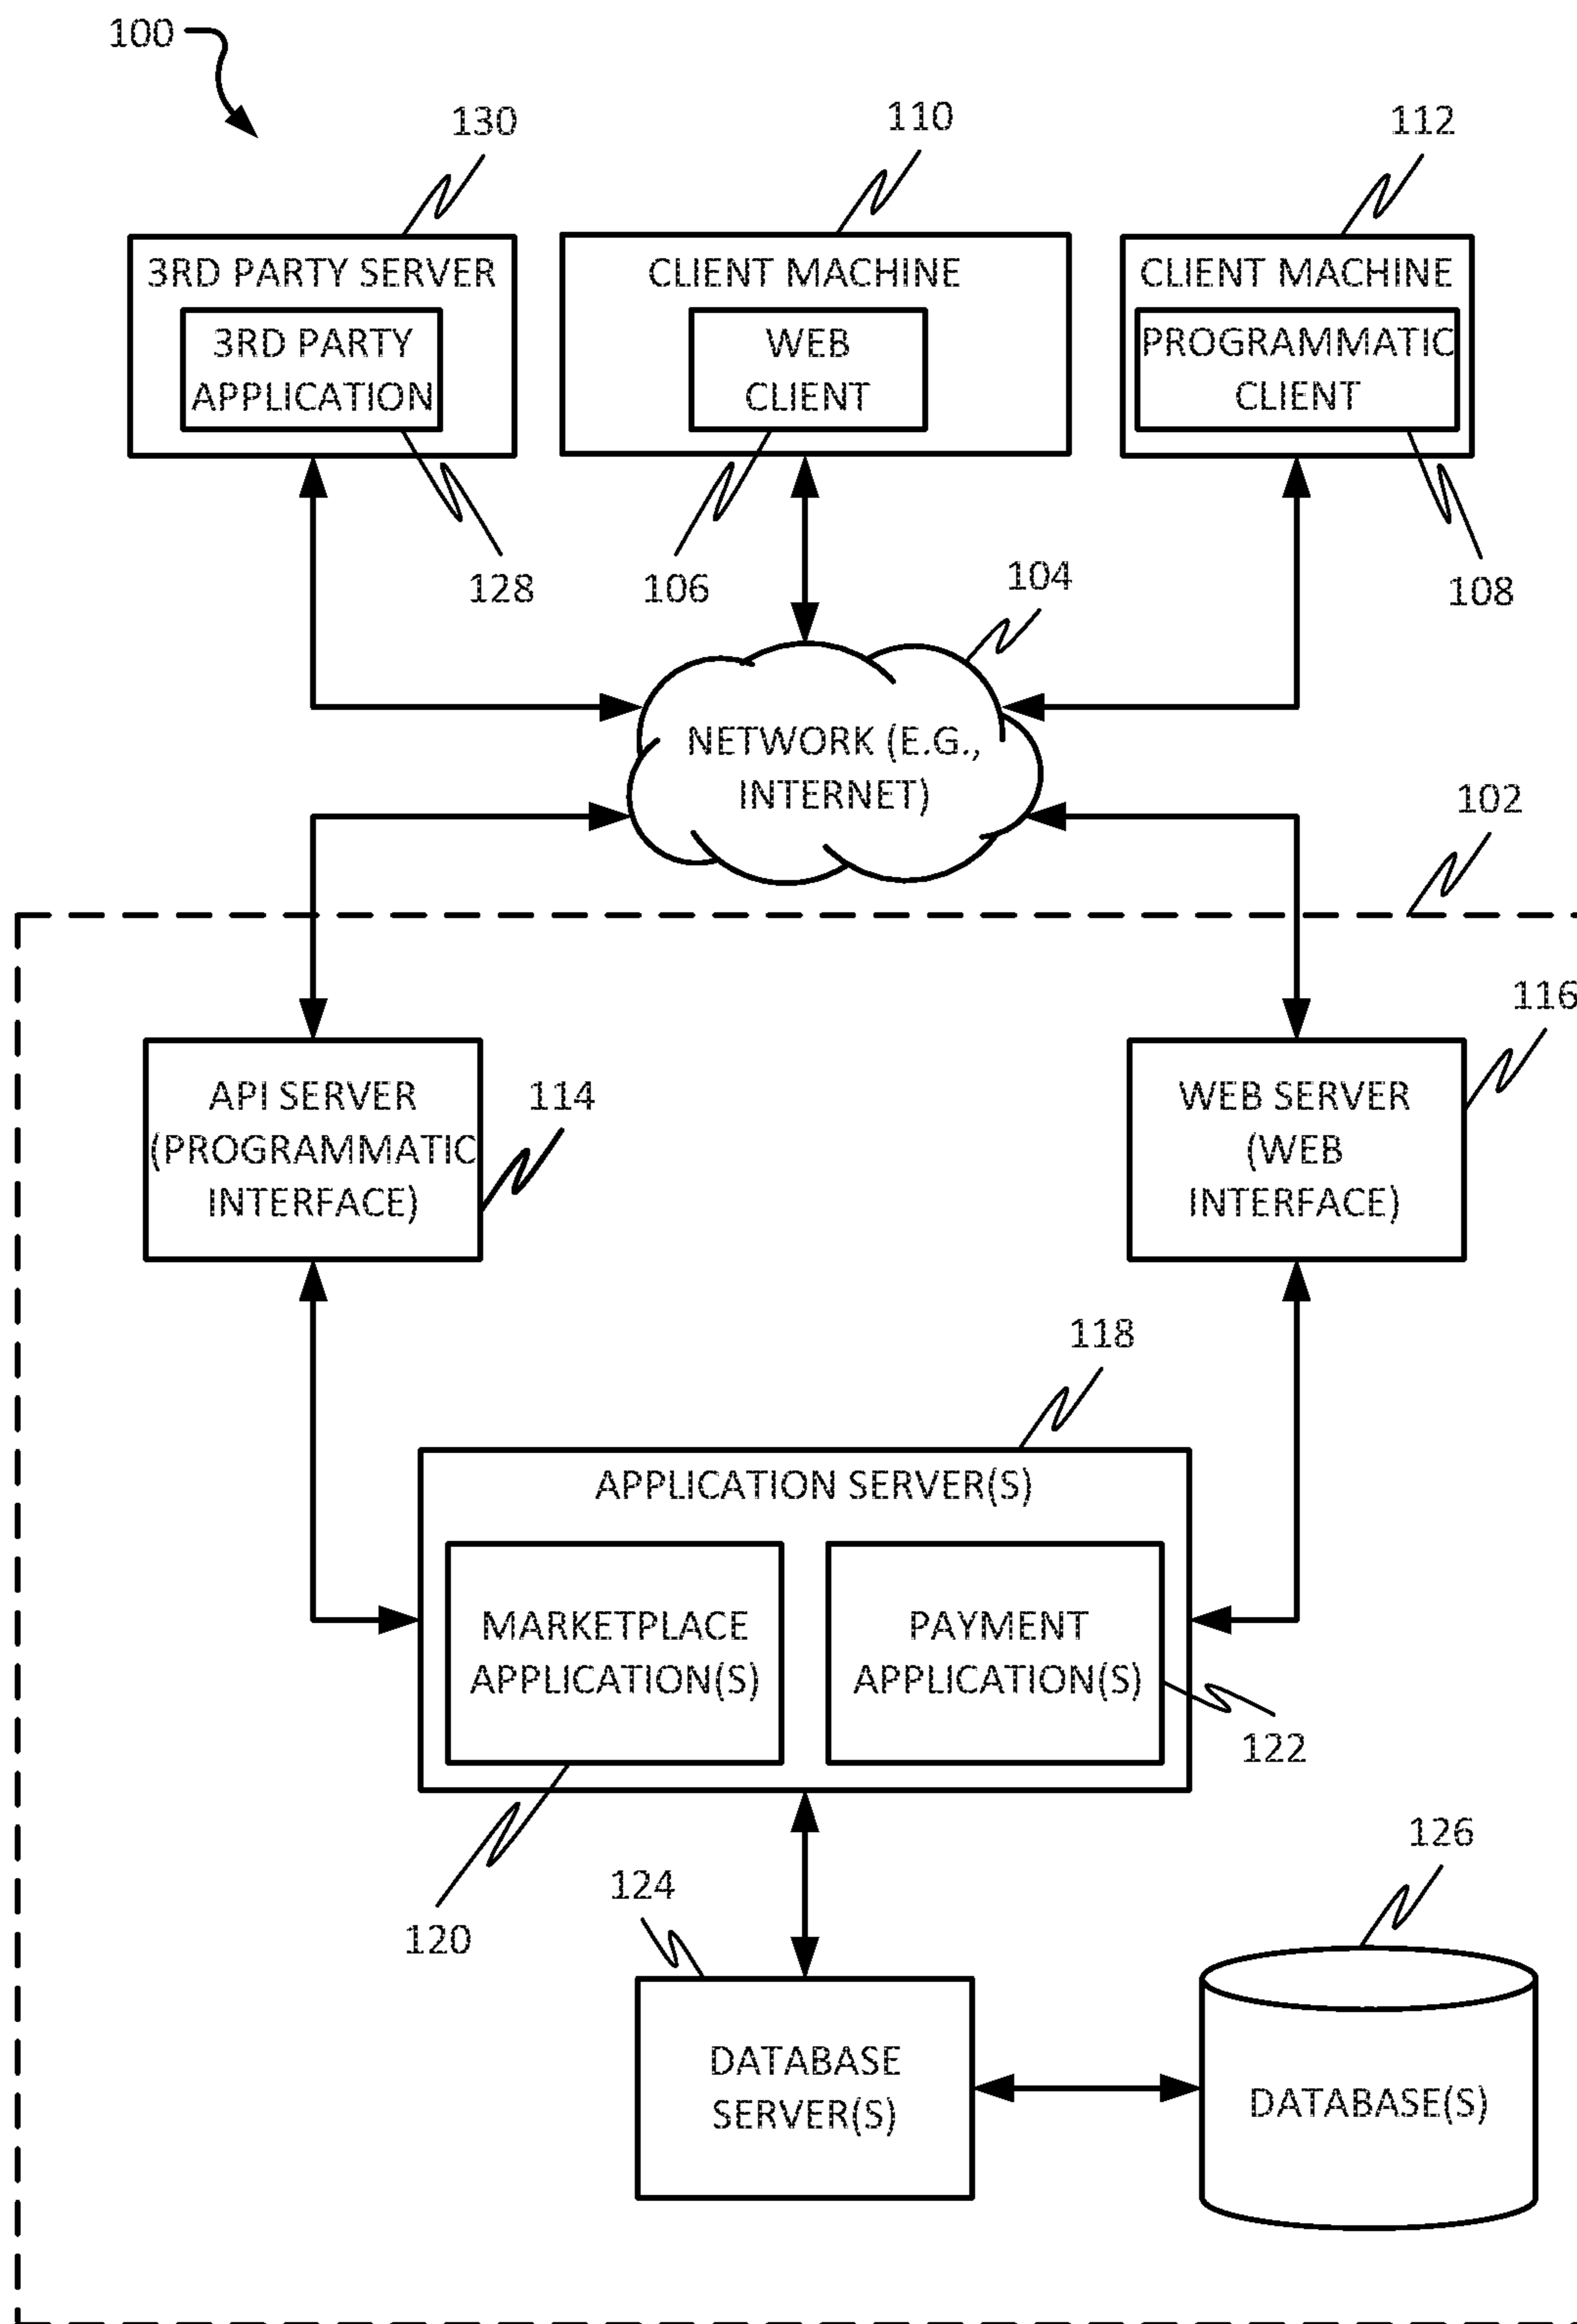 100
130
110
112
3RD PARTY SERVER
3RD PARTY
APPLICATION
CLIENT MACHINE
WEB
CLIENT
CLIENT MACHINE
PROGRAMMATIC
CLIENT
128
106
104
108
NETWORK (E.G.,
INTERNET)
102
116
API SERVER
(PROGRAMMATIC
INTERFACE)
114
WEB SERVER
(WEB
INTERFACE)
118
APPLICATION SERVER(S)
MARKETPLACE
APPLICATION(S)
PAYMENT
APPLICATION(S)
122
120
124
126
DATABASE
SERVER(S)
DATABASE(S)